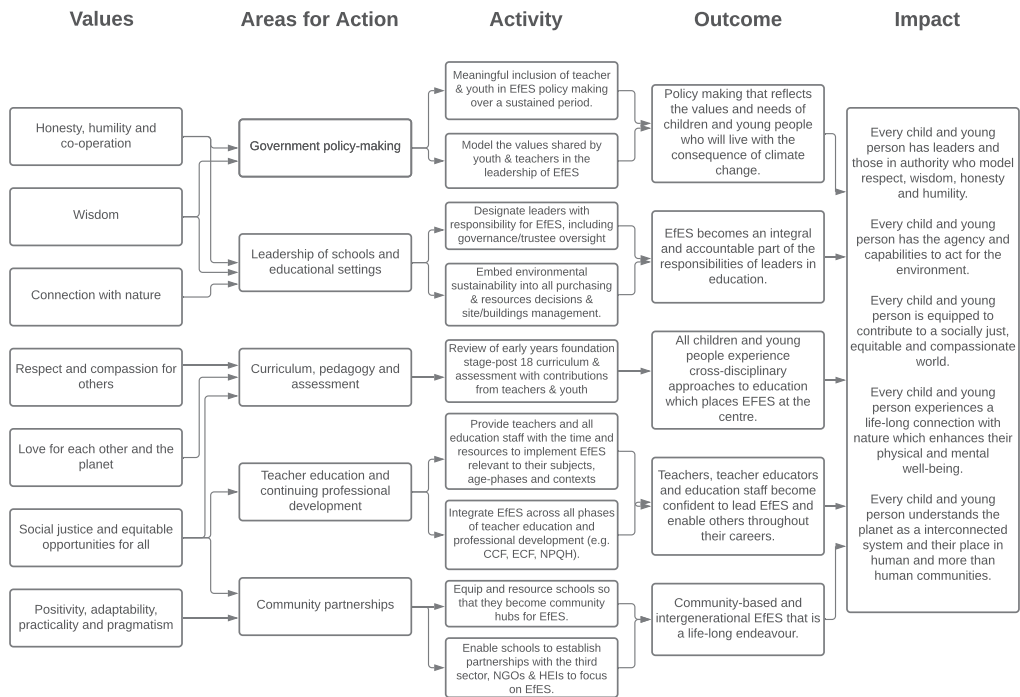 Values
Areas for Action
Activity
Outcome
Impact
Honesty, humility and
co-operation
Wisdom
Connection with nature
Respect and compassion for
others
Love for each other and the
planet
Social justice and equitable
opportunities for all
Positivity, adaptability,
practicality and pragmatism
Government policy-making
Leadership of schools and
educational settings
Curriculum, pedagogy and
assessment
Teacher education and
continuing professional
development
Community partnerships
Meaningful inclusion of teacher
& youth in EfES policy making
over a sustained period.
Model the values shared by
youth & teachers in the
leadership of EfES
Designate leaders with
responsibility for EfES, including
governance/trustee oversight
Embed environmental
sustainability into all purchasing
& resources decisions &
site/buildings management.
Review of early years foundation
stage-post 18 curriculum &
assessment with contributions
from teachers & youth
Provide teachers and all
education staff with the time and
resources to implement EfES
relevant to their subjects,
age-phases and contexts
Integrate EfES across all phases
of teacher education and
professional development (e.g.
CCF, ECF, NPQH).
Equip and resource schools so
that they become community
hubs for EfES.
Enable schools to establish
partnerships with the third
sector, NGOs & HEIs to focus
on EfES.
Policy making that reflects
the values and needs of
children and young people
who will live with the
consequence of climate
change.
EfES becomes an integral
and accountable part of the
responsibilities of leaders in
education.
All children and young
people experience
cross-disciplinary
approaches to education
which places EFES at the
centre.
Teachers, teacher educators
and education staff become
confident to lead EfES and
enable others throughout
their careers.
Community-based and
intergenerational EfES that is
a life-long endeavour.
Every child and young
person has leaders and
those in authority who model
respect, wisdom, honesty
and humility.
Every child and young
person has the agency and
capabilities to act for the
environment.
Every child and young
person is equipped to
contribute to a socially just,
equitable and compassionate
world.
Every child and young
person experiences a
life-long connection with
nature which enhances their
physical and mental
well-being.
Every child and young
person understands the
planet as a interconnected
system and their place in
human and more than
human communities.